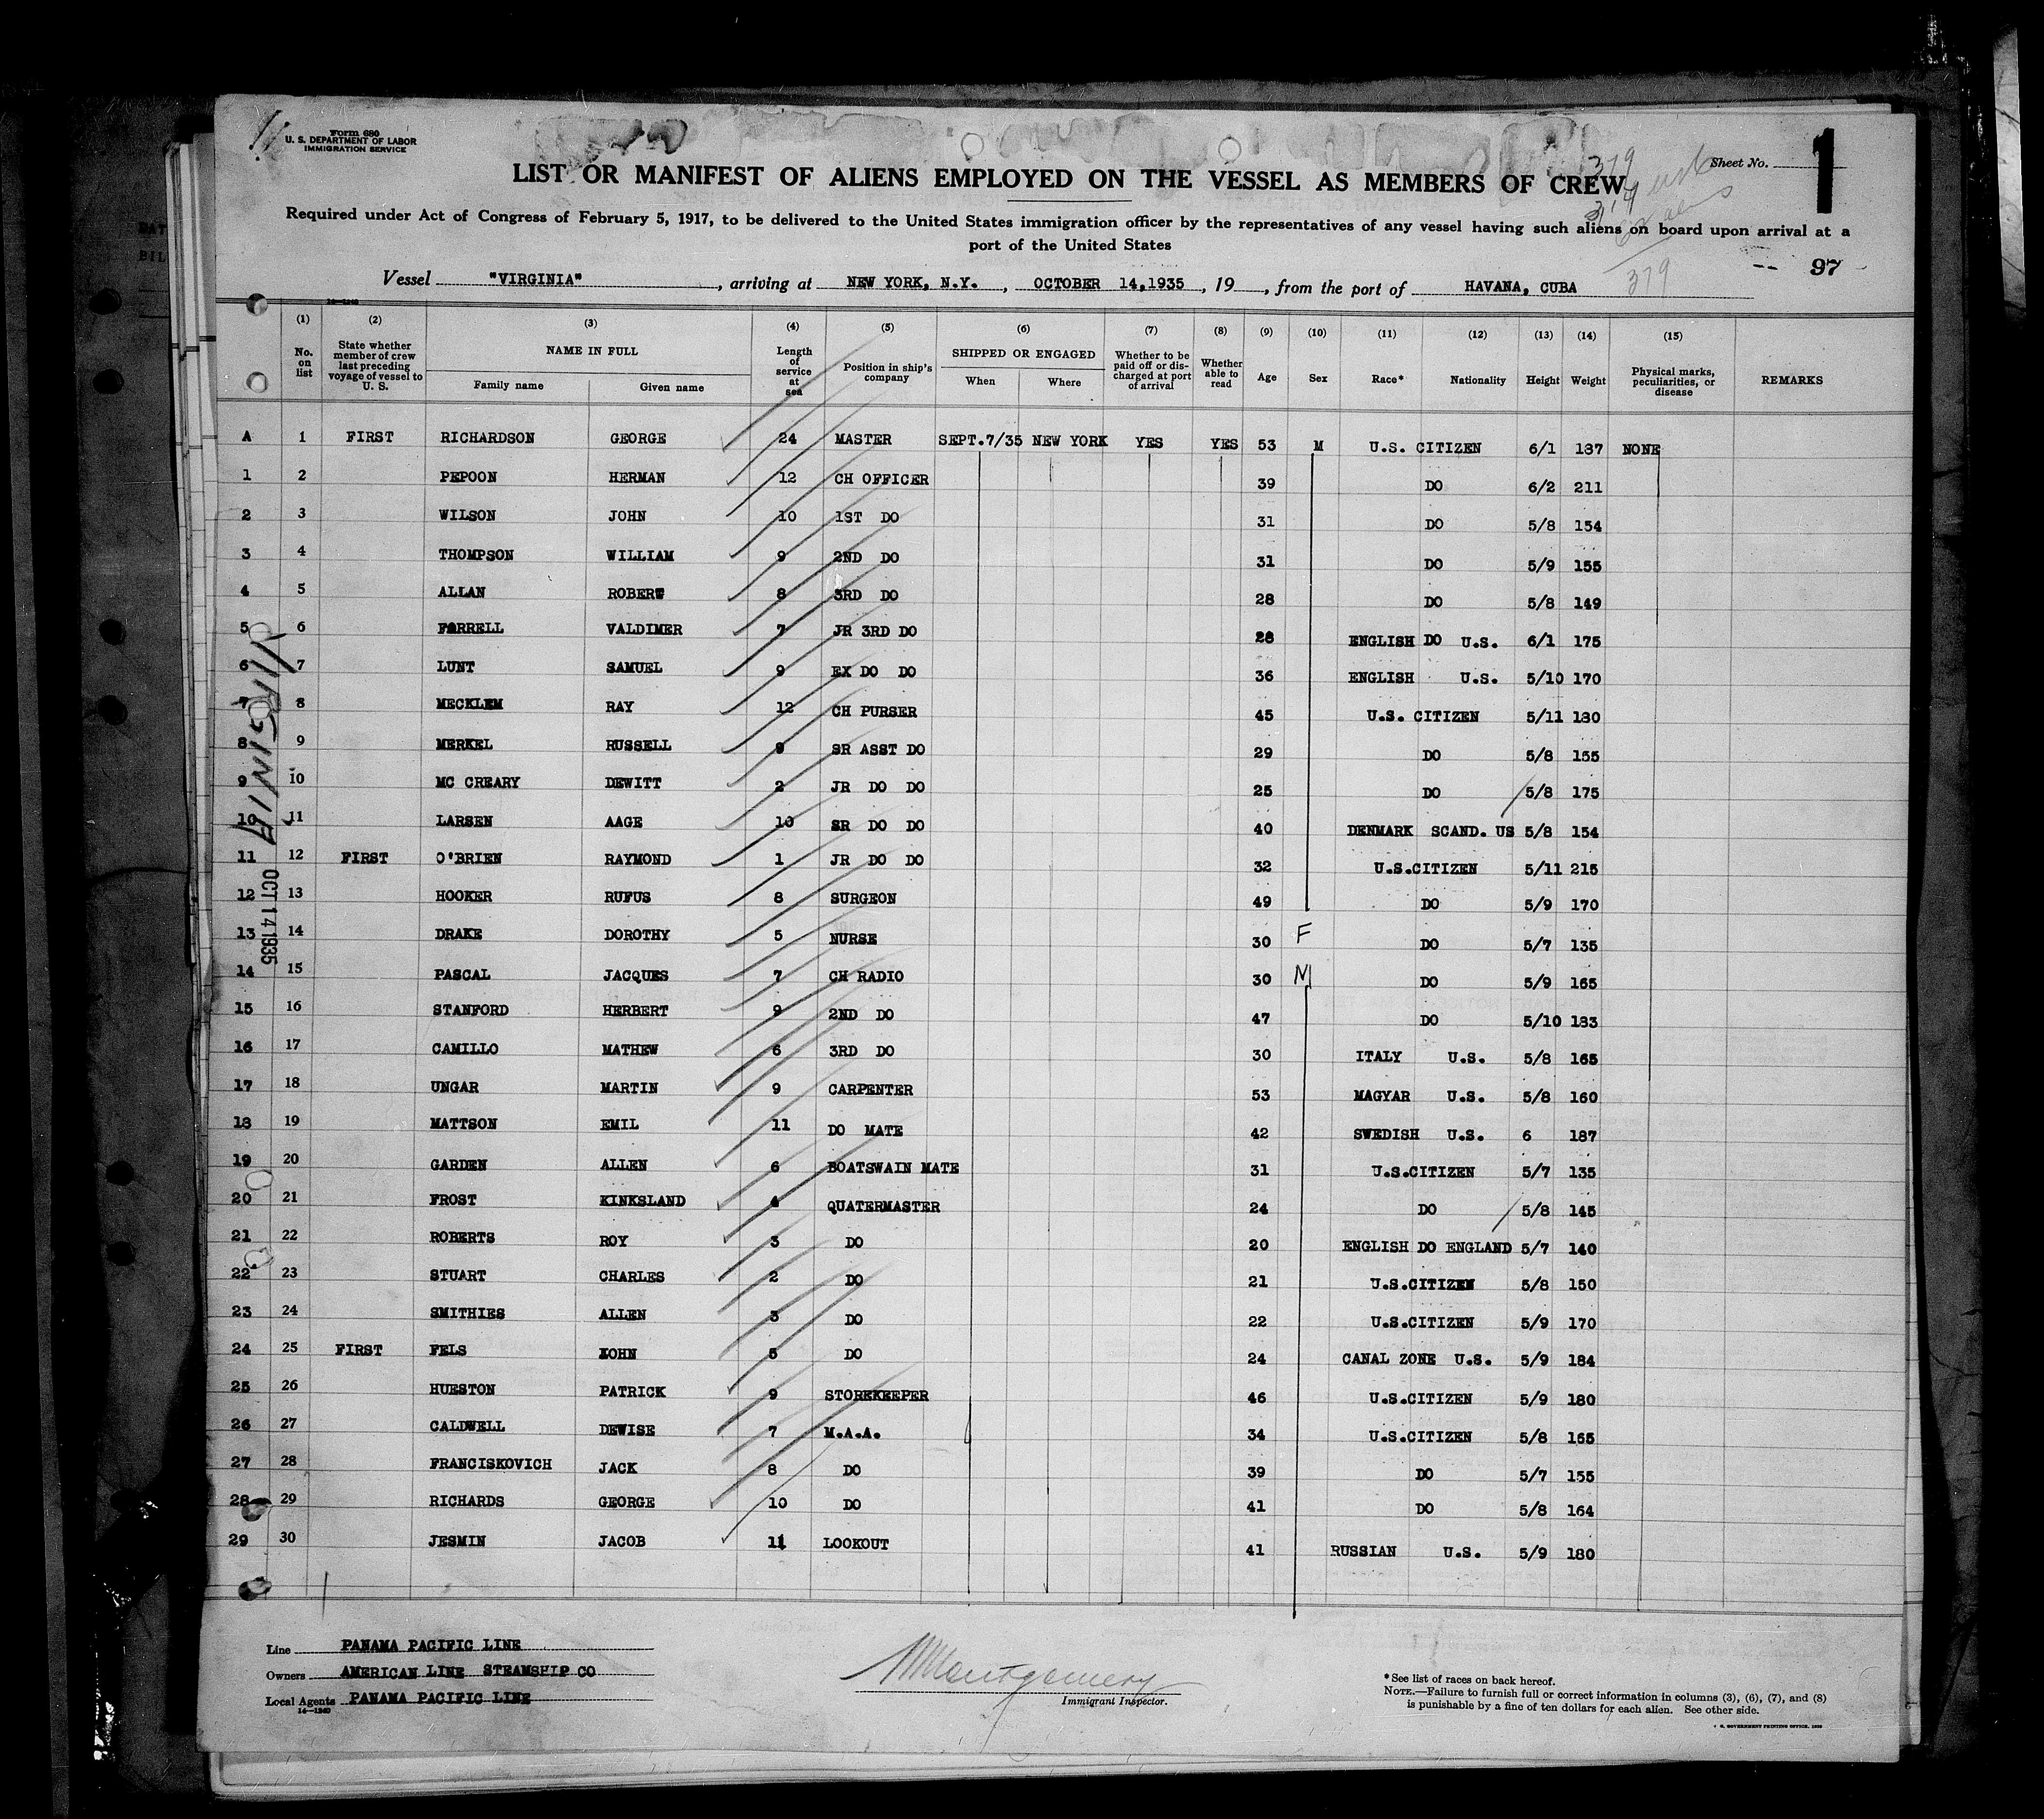 Form 680
U. S. DEPARTMENT OF LABOR
IMMIGRATION SERVICE
Sheet No. 1
LIST OR MANIFEST OF ALIENS EMPLOYED ON THE VESSEL AS MEMBERS OF CREW
379
Required under Act of Congress of February 5, 1917, to be delivered to the United States immigration officer by the representatives of any vessel having such aliens on board upon arrival at a
port of the United States
97
Vessel "VIRGINIA" , arriving at NEW YORK, N.Y. , OCTOBER 14,1935 , 19 , from the port of HAVANA, CUBA
379
(1) (2) (3) (4) (5) (6) (7) (8) (9) (10) (11) (12) (13) (14) (15)
No. on list State whether member of crew last preceding voyage of vessel to U. S. NAME IN FULL Family name Given name Length of service at sea Position in ship's company SHIPPED OR ENGAGED When Where Whether to be paid off or discharged at port of arrival Whether able to read Age Sex Race* Nationality Height Weight Physical marks, peculiarities, or disease REMARKS
A 1 FIRST RICHARDSON GEORGE 24 MASTER SEPT.7/35 NEW YORK YES YES 53 M U.S. CITIZEN 6/1 187 NONE
1 2 PEPOON HERMAN 12 CH OFFICER 39 DO 6/2 211
2 3 WILSON JOHN 10 1ST DO 31 DO 5/8 154
3 4 THOMPSON WILLIAM 9 2ND DO 31 DO 5/9 155
4 5 ALLAN ROBERT 8 3RD DO 28 DO 5/8 149
5 6 FARRELL VALDIMER 7 JR 3RD DO 28 ENGLISH DO U.S. 6/1 175
6 7 LUNT SAMUEL 9 EX DO DO 36 ENGLISH U.S. 5/10 170
7 8 MECKLEM RAY 12 CH PURSER 45 U.S. CITIZEN 5/11 180
8 9 MERKEL RUSSELL 9 SR ASST DO 29 DO 5/8 155
9 10 MC CREARY DEWITT 2 JR DO DO 25 DO 5/8 175
10 11 LARSEN AAGE 10 SR DO DO 40 DENMARK SCAND. US 5/8 154
11 12 FIRST O'BRIEN RAYMOND 1 JR DO DO 32 U.S.CITIZEN 5/11 215
12 13 HOOKER RUFUS 8 SURGEON 49 DO 5/9 170
13 14 DRAKE DOROTHY 5 NURSE 30 F DO 5/7 135
14 15 PASCAL JACQUES 7 CH RADIO 30 M DO 5/9 165
15 16 STANFORD HERBERT 9 2ND DO 47 DO 5/10 183
16 17 CAMILLO MATHEW 6 3RD DO 30 ITALY U.S. 5/8 165
17 18 UNGAR MARTIN 9 CARPENTER 53 MAGYAR U.S. 5/8 160
18 19 MATTSON EMIL 11 DO MATE 42 SWEDISH U.S. 6 187
19 20 GARDEN ALLEN 6 BOATSWAIN MATE 31 U.S.CITIZEN 5/7 135
20 21 FROST KINKSLAND 4 QUATERMASTER 24 DO 5/8 145
21 22 ROBERTS ROY 3 DO 20 ENGLISH DO ENGLAND 5/7 140
22 23 STUART CHARLES 2 DO 21 U.S.CITIZEN 5/8 150
23 24 SMITHIES ALLEN 3 DO 22 U.S.CITIZEN 5/9 170
24 25 FIRST FELS KOHN 5 DO 24 CANAL ZONE U.S. 5/9 184
25 26 HUESTON PATRICK 9 STOREKEEPER 46 U.S.CITIZEN 5/9 180
26 27 CALDWELL DEWISE 7 M.A.A. 34 U.S.CITIZEN 5/8 165
27 28 FRANCISKOVICH JACK 8 DO 39 DO 5/7 155
28 29 RICHARDS GEORGE 10 DO 41 DO 5/8 164
29 30 JESMIN JACOB 11 LOOKOUT 41 RUSSIAN U.S. 5/9 180
VIRGINIA
OCT 14 1935
Line PANAMA PACIFIC LINE
Owners AMERICAN LINE STEAMSHIP CO
Local Agents PANAMA PACIFIC LINE
14—1240
Montgomery
Immigrant Inspector.
*See list of races on back hereof.
NOTE.—Failure to furnish full or correct information in columns (3), (6), (7), and (8)
is punishable by a fine of ten dollars for each alien. See other side.